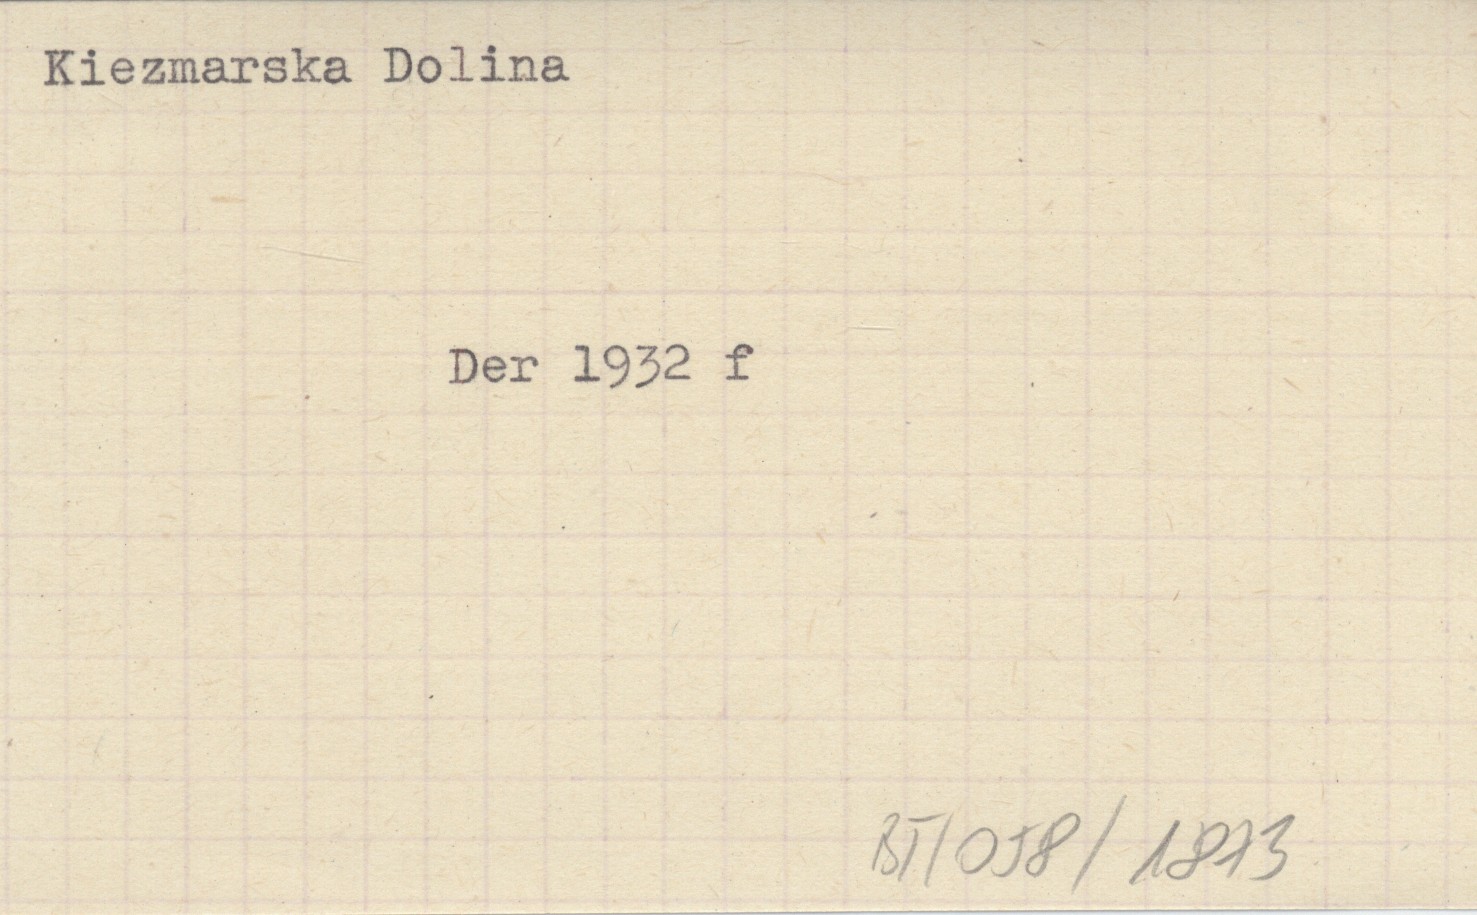 Kiezmarska Dolina
Der 1932 f
BT/058/1873